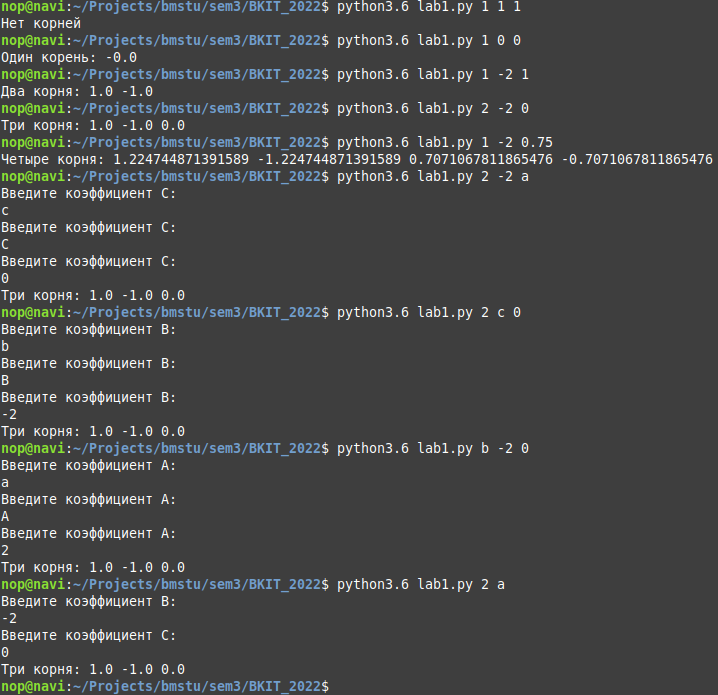 nop@navi:~/Projects/bmstu/sem3/BKIT_2022$ python3.6 lab1.py 1 1 1
Нет корней
nop@navi:~/Projects/bmstu/sem3/BKIT_2022$ python3.6 lab1.py 1 0 0
Один корень: -0.0
nop@navi:~/Projects/bmstu/sem3/BKIT_2022$ python3.6 lab1.py 1 -2 1
Два корня: 1.0 -1.0
nop@navi:~/Projects/bmstu/sem3/BKIT_2022$ python3.6 lab1.py 2 -2 0
Три корня: 1.0 -1.0 0.0
nop@navi:~/Projects/bmstu/sem3/BKIT_2022$ python3.6 lab1.py 1 -2 0.75
Четыре корня: 1.224744871391589 -1.224744871391589 0.7071067811865476 -0.7071067811865476
nop@navi:~/Projects/bmstu/sem3/BKIT_2022$ python3.6 lab1.py 2 -2 a
Введите коэффициент C:
c
Введите коэффициент C:
C
Введите коэффициент C:
0
Три корня: 1.0 -1.0 0.0
nop@navi:~/Projects/bmstu/sem3/BKIT_2022$ python3.6 lab1.py 2 c 0
Введите коэффициент B:
b
Введите коэффициент B:
B
Введите коэффициент B:
-2
Три корня: 1.0 -1.0 0.0
nop@navi:~/Projects/bmstu/sem3/BKIT_2022$ python3.6 lab1.py b -2 0
Введите коэффициент A:
a
Введите коэффициент A:
A
Введите коэффициент A:
2
Три корня: 1.0 -1.0 0.0
nop@navi:~/Projects/bmstu/sem3/BKIT_2022$ python3.6 lab1.py 2 a
Введите коэффициент B:
-2
Введите коэффициент C:
0
Три корня: 1.0 -1.0 0.0
nop@navi:~/Projects/bmstu/sem3/BKIT_2022$